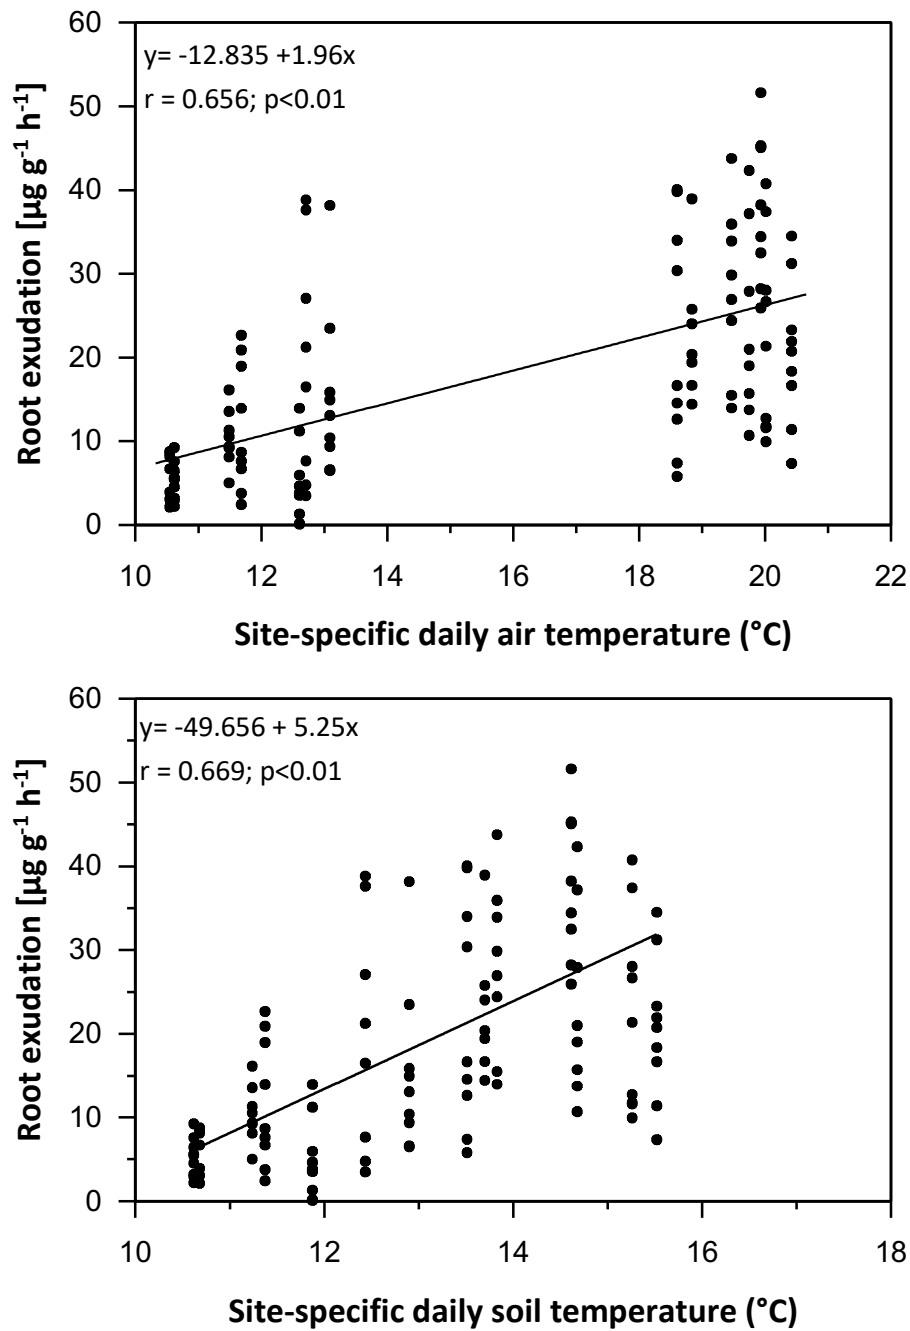 60
y= -12.835 +1.96x
r = 0.656; p<0.01
50
40
30
20
10
0
Root exudation [µg g⁻¹ h⁻¹]
10 12 14 16 18 20 22
Site-specific daily air temperature (°C)
60
y= -49.656 + 5.25x
r = 0.669; p<0.01
50
40
30
20
10
0
Root exudation [µg g⁻¹ h⁻¹]
10 12 14 16 18
Site-specific daily soil temperature (°C)